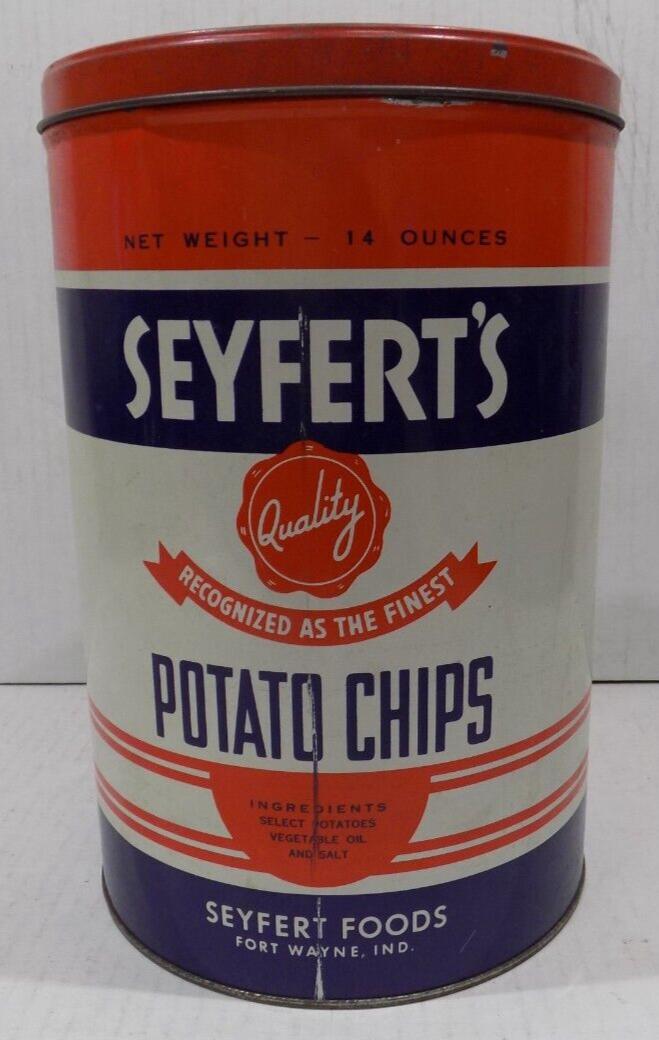 NET WEIGHT – 14 OUNCES
SEYFERT'S
Quality
RECOGNIZED AS THE FINEST
POTATO CHIPS
INGREDIENTS
SELECT POTATOES
VEGETABLE OIL
AND SALT
SEYFERT FOODS
FORT WAYNE, IND.